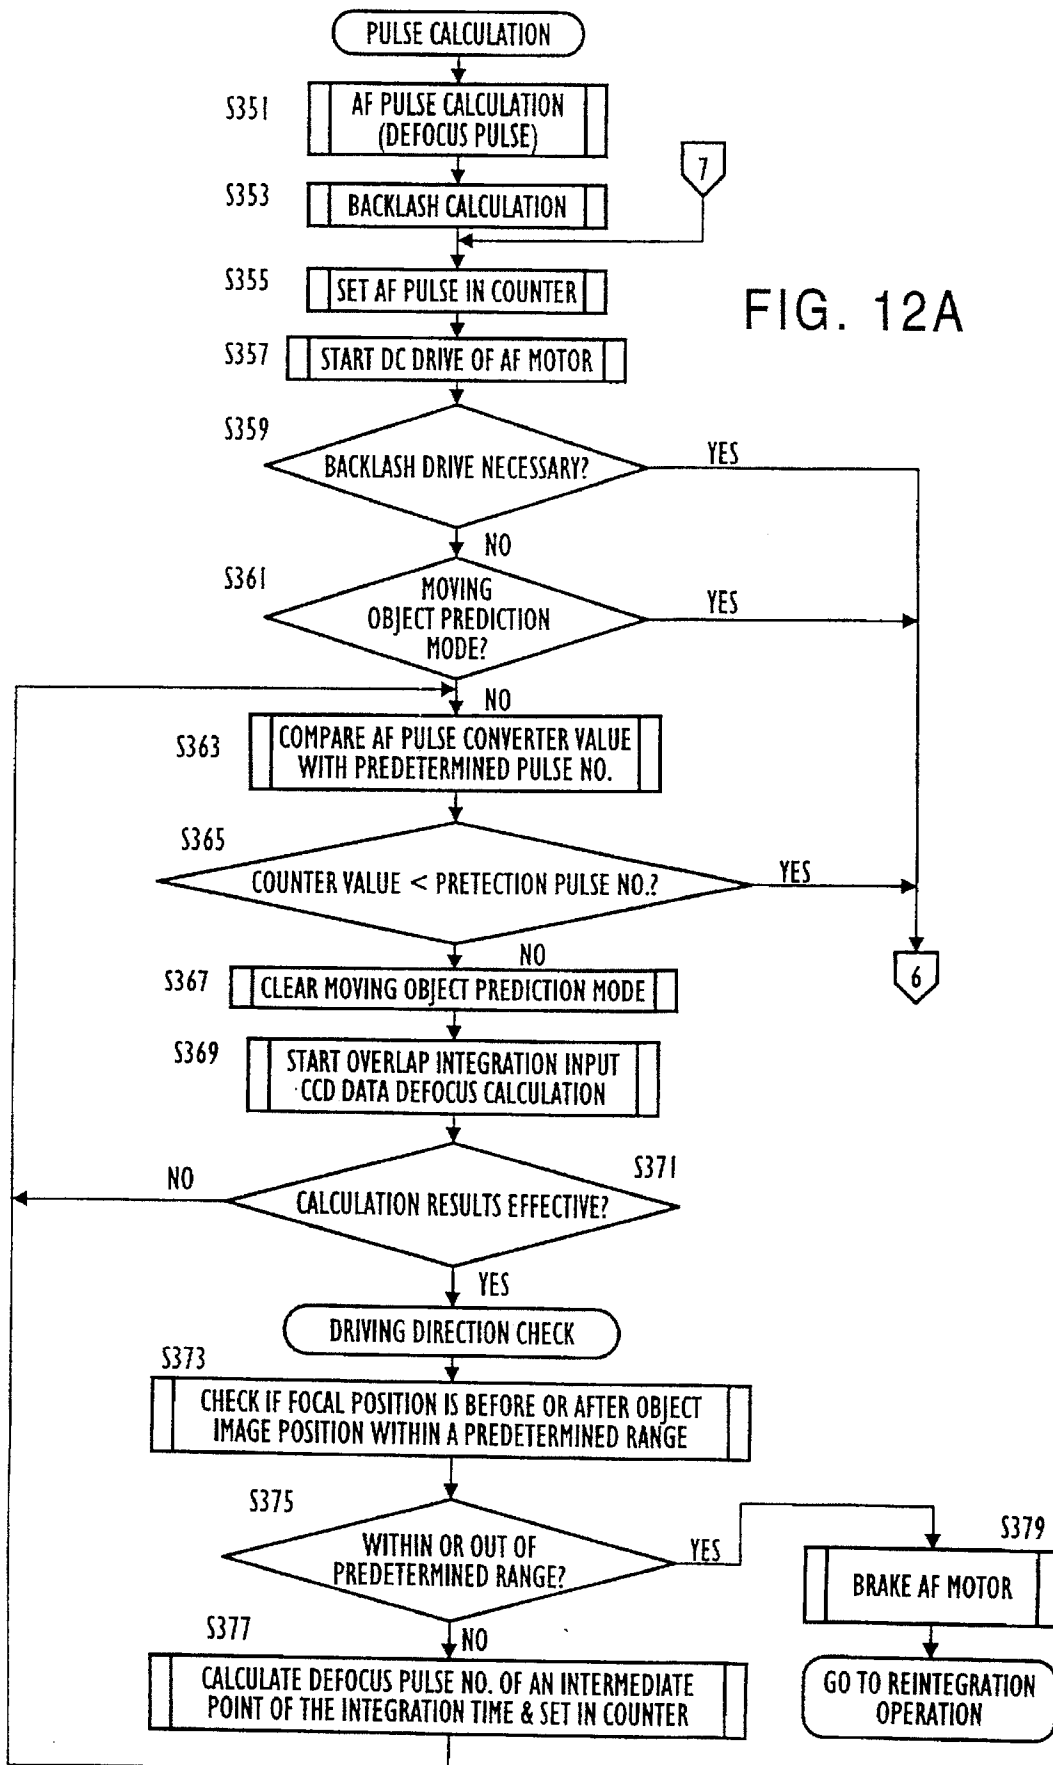 PULSE CALCULATION
S351
AF PULSE CALCULATION
(DEFOCUS PULSE)
7
S353
BACKLASH CALCULATION
S355
SET AF PULSE IN COUNTER
FIG. 12A
S357
START DC DRIVE OF AF MOTOR
S359
BACKLASH DRIVE NECESSARY?
YES
NO
S361
MOVING
OBJECT PREDICTION
MODE?
YES
NO
S363
COMPARE AF PULSE CONVERTER VALUE
WITH PREDETERMINED PULSE NO.
S365
COUNTER VALUE < PRETECTION PULSE NO.?
YES
NO
6
S367
CLEAR MOVING OBJECT PREDICTION MODE
S369
START OVERLAP INTEGRATION INPUT
CCD DATA DEFOCUS CALCULATION
S371
NO
CALCULATION RESULTS EFFECTIVE?
YES
DRIVING DIRECTION CHECK
S373
CHECK IF FOCAL POSITION IS BEFORE OR AFTER OBJECT
IMAGE POSITION WITHIN A PREDETERMINED RANGE
S375
WITHIN OR OUT OF
PREDETERMINED RANGE?
YES
S379
BRAKE AF MOTOR
NO
S377
CALCULATE DEFOCUS PULSE NO. OF AN INTERMEDIATE
POINT OF THE INTEGRATION TIME & SET IN COUNTER
GO TO REINTEGRATION
OPERATION